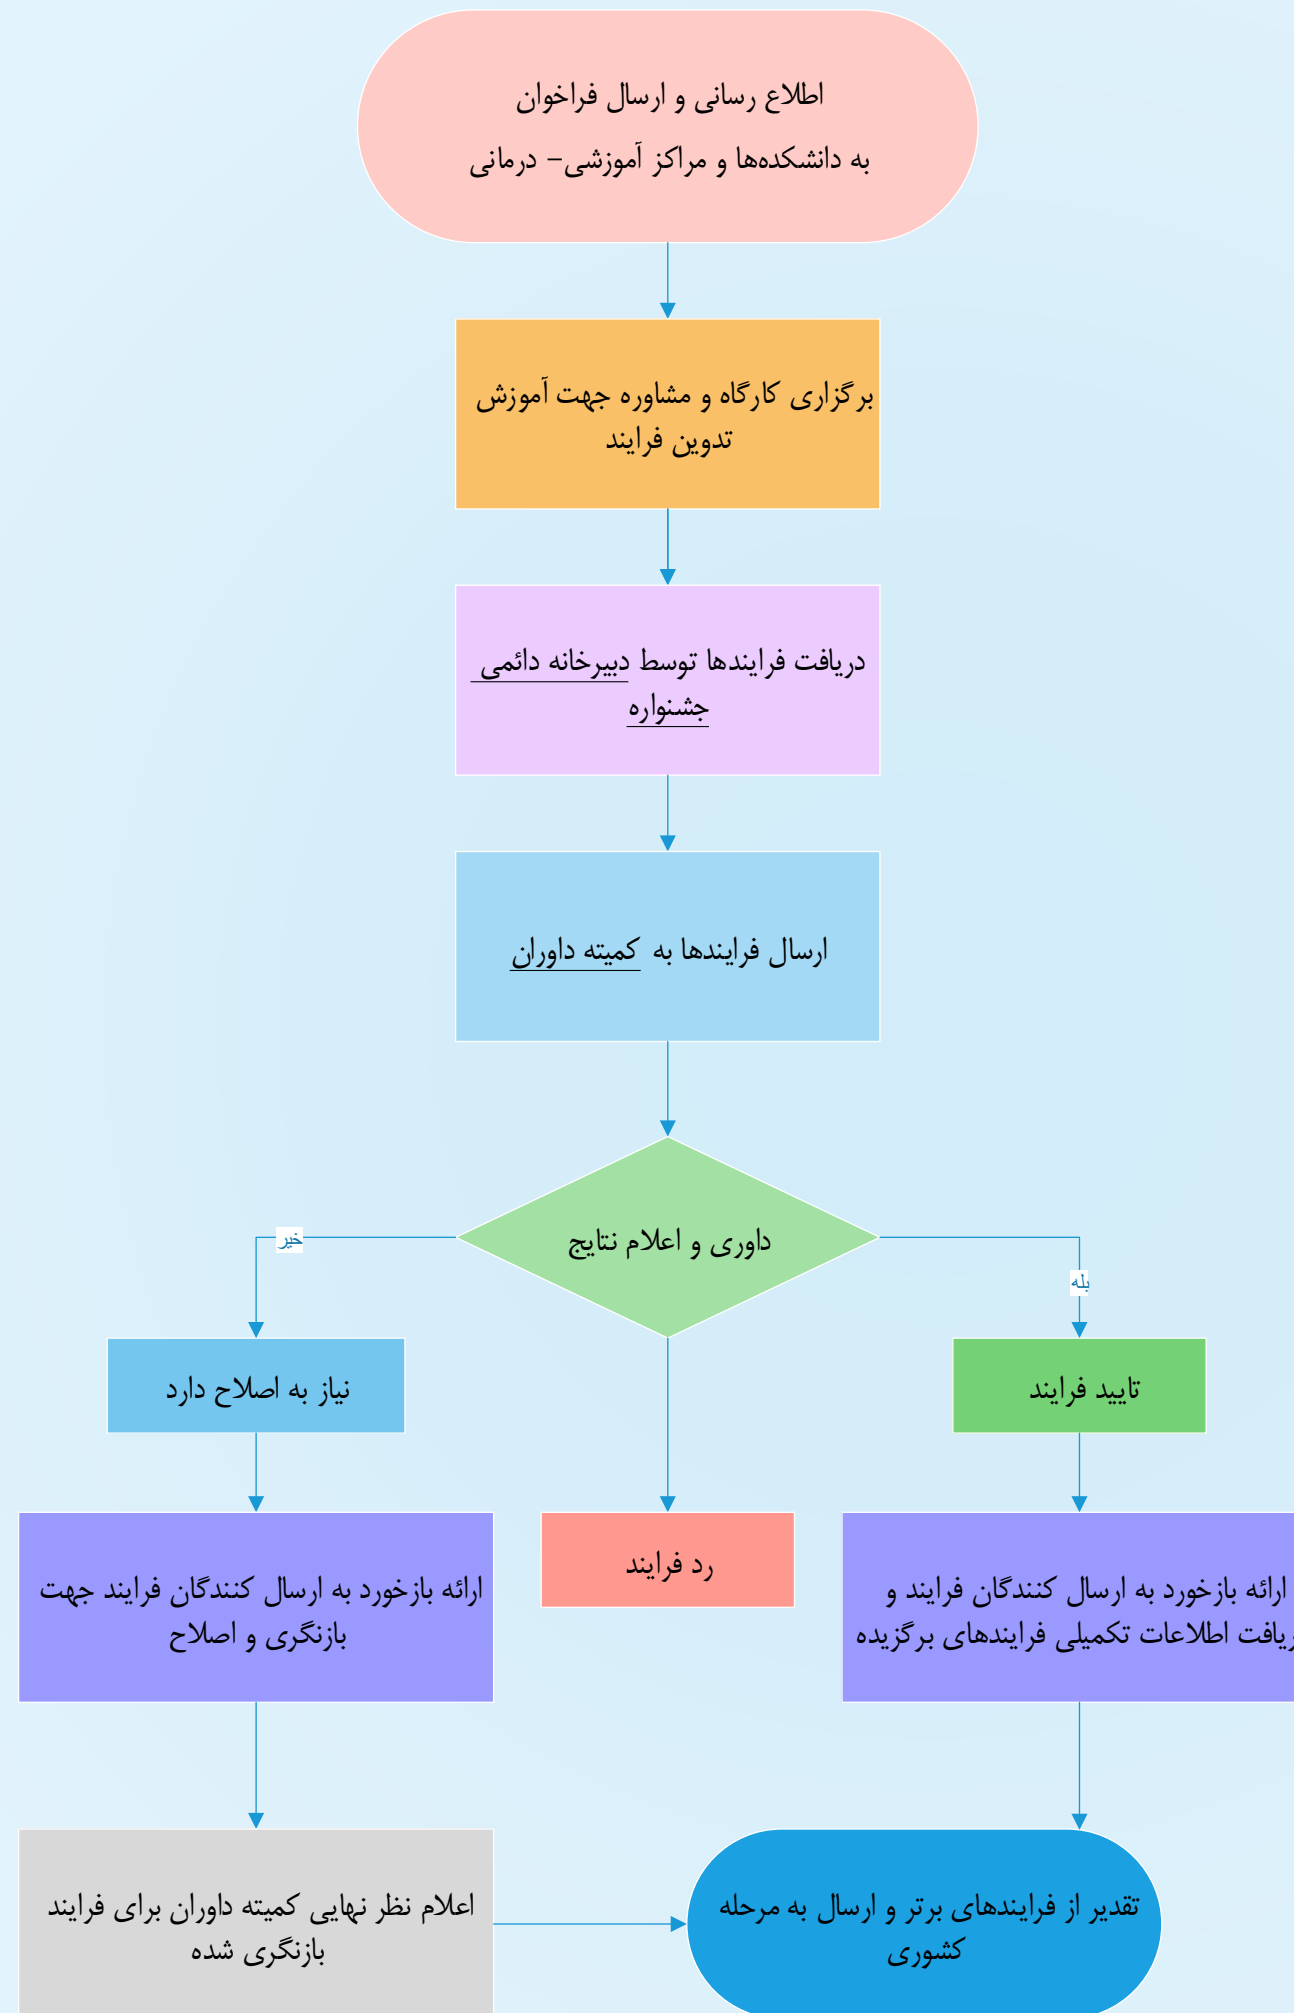 اطلاع رسانی و ارسال فراخوان
به دانشکده‌ها و مراکز آموزشی- درمانی
برگزاری کارگاه و مشاوره جهت آموزش
تدوین فرایند
دریافت فرایندها توسط دبیرخانه دائمی
جشنواره
ارسال فرایندها به کمیته داوران
داوری و اعلام نتایج
خیر
بله
نیاز به اصلاح دارد
تایید فرایند
رد فرایند
ارائه بازخورد به ارسال کنندگان فرایند و
اطلاعات تکمیلی فرایندهای برگزیده
ارائه بازخورد به ارسال کنندگان فرایند جهت
بازنگری و اصلاح
اعلام نظر نهایی کمیته داوران برای فرایند
بازنگری شده
تقدیر از فرایندهای برتر و ارسال به مرحله
کشوری